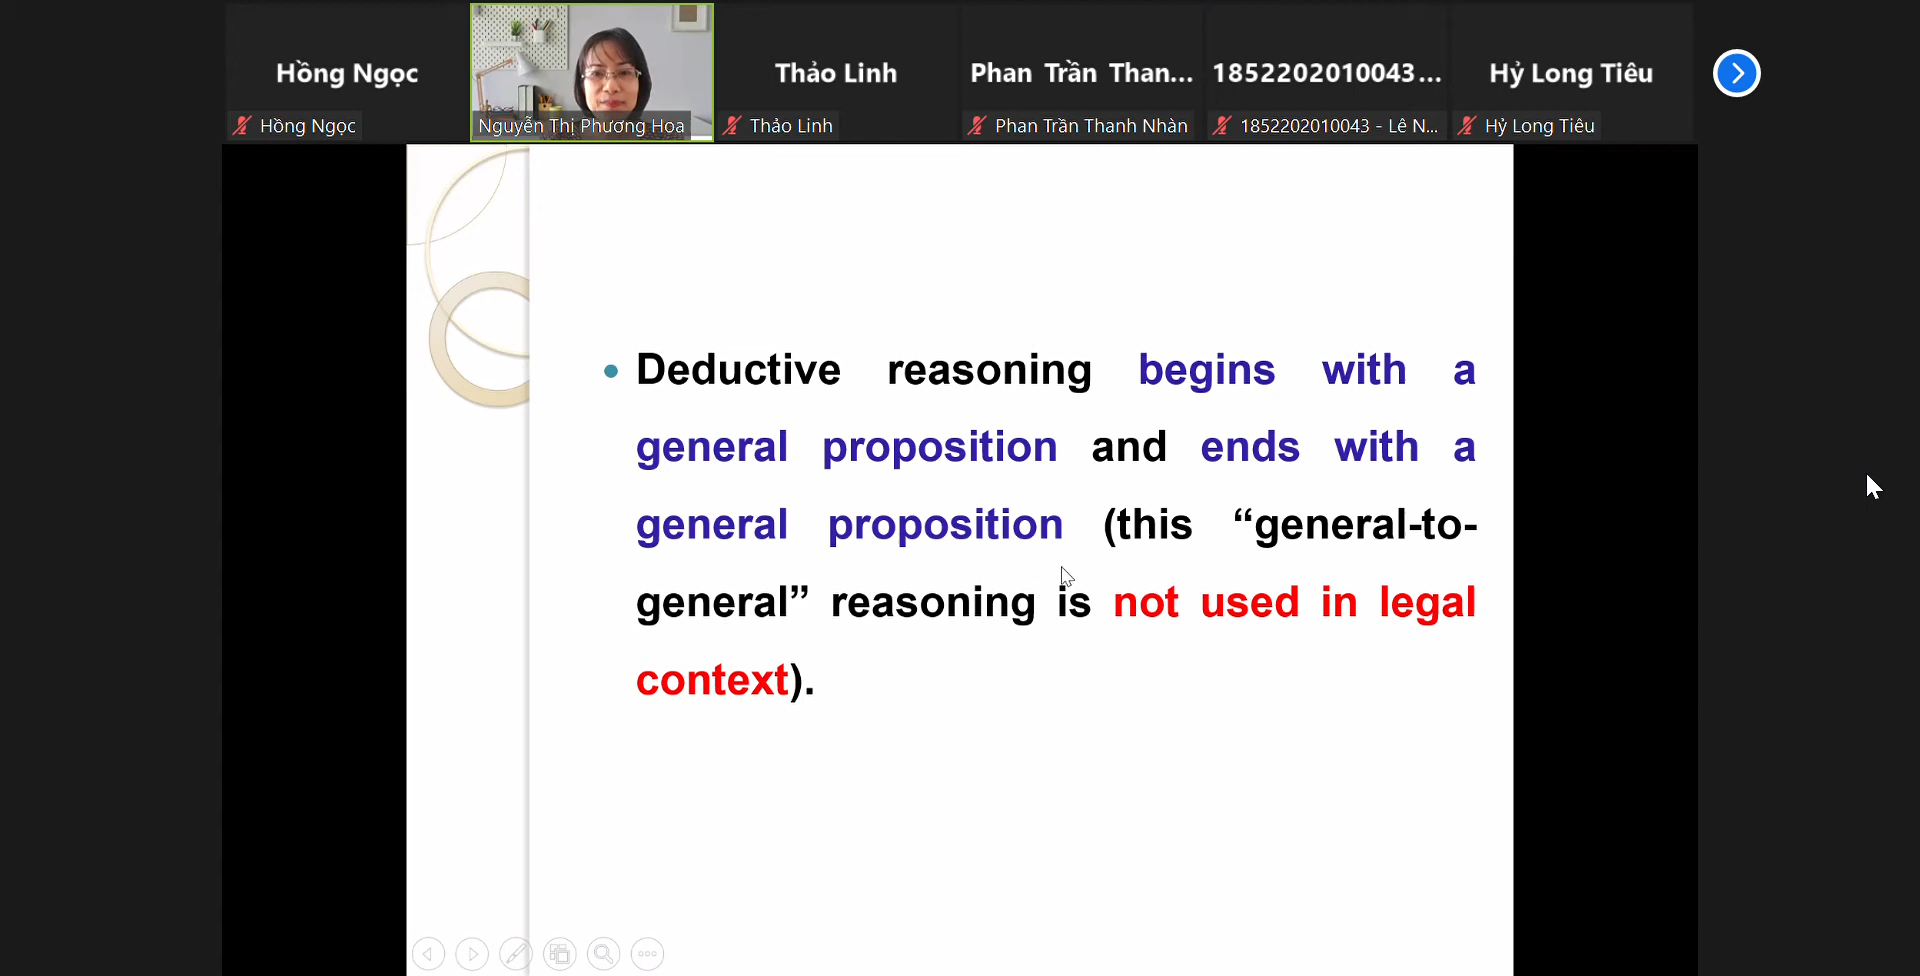 Hồng Ngọc
Hồng Ngọc
Nguyễn Thị Phương Hoa
Thảo Linh
Thảo Linh
Phan Trần Than...
Phan Trần Thanh Nhàn
1852202010043...
1852202010043 - Lê N...
Hỷ Long Tiêu
Hỷ Long Tiêu
• Deductive reasoning begins with a
general proposition and ends with a
general proposition (this “general-to-
general” reasoning is not used in legal
context).